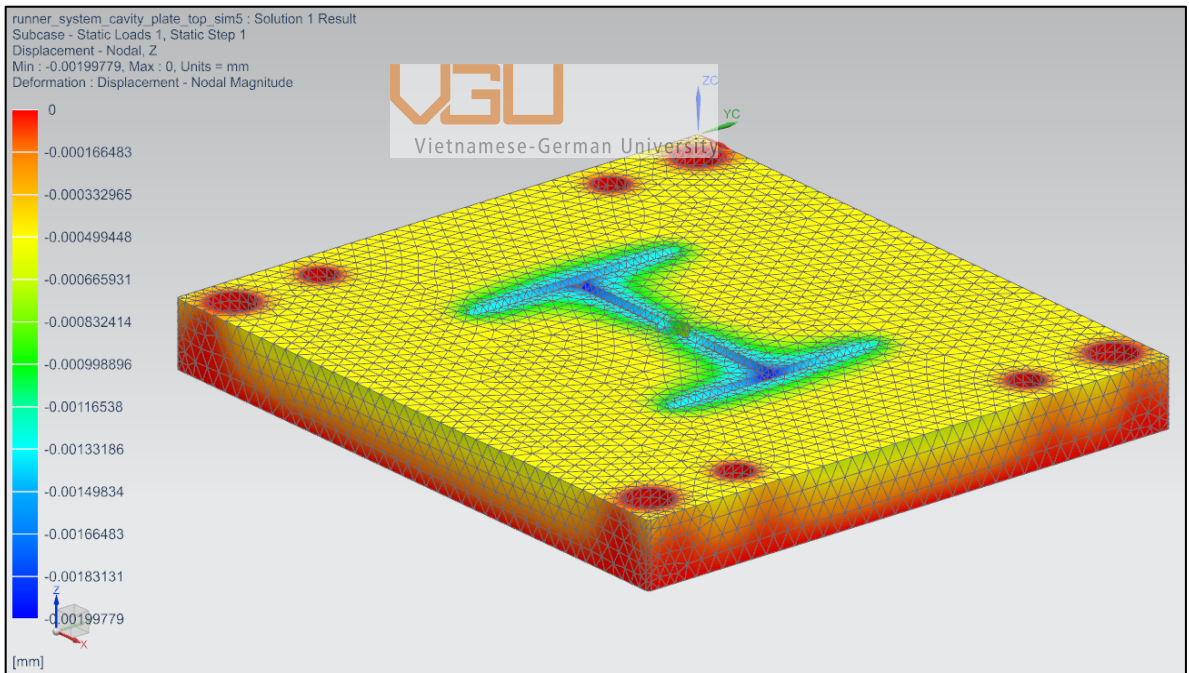 runner_system_cavity_plate_top_sim5 : Solution 1 Result
Subcase - Static Loads 1, Static Step 1
Displacement - Nodal, Z
Min : -0.00199779, Max : 0, Units = mm
Deformation : Displacement - Nodal Magnitude
VGU
Vietnamese-German University
ZC
YC
0
-0.000166483
-0.000332965
-0.000499448
-0.000665931
-0.000832414
-0.000998896
-0.00116538
-0.00133186
-0.00149834
-0.00166483
-0.00183131
-0.00199779
Z
X
[mm]